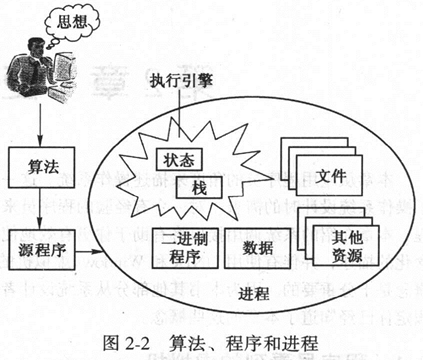 思想
执行引擎
算法
状态
栈
文件
源程序
二进制
程序
数据
其他
资源
进程
图 2-2 算法、程序和进程